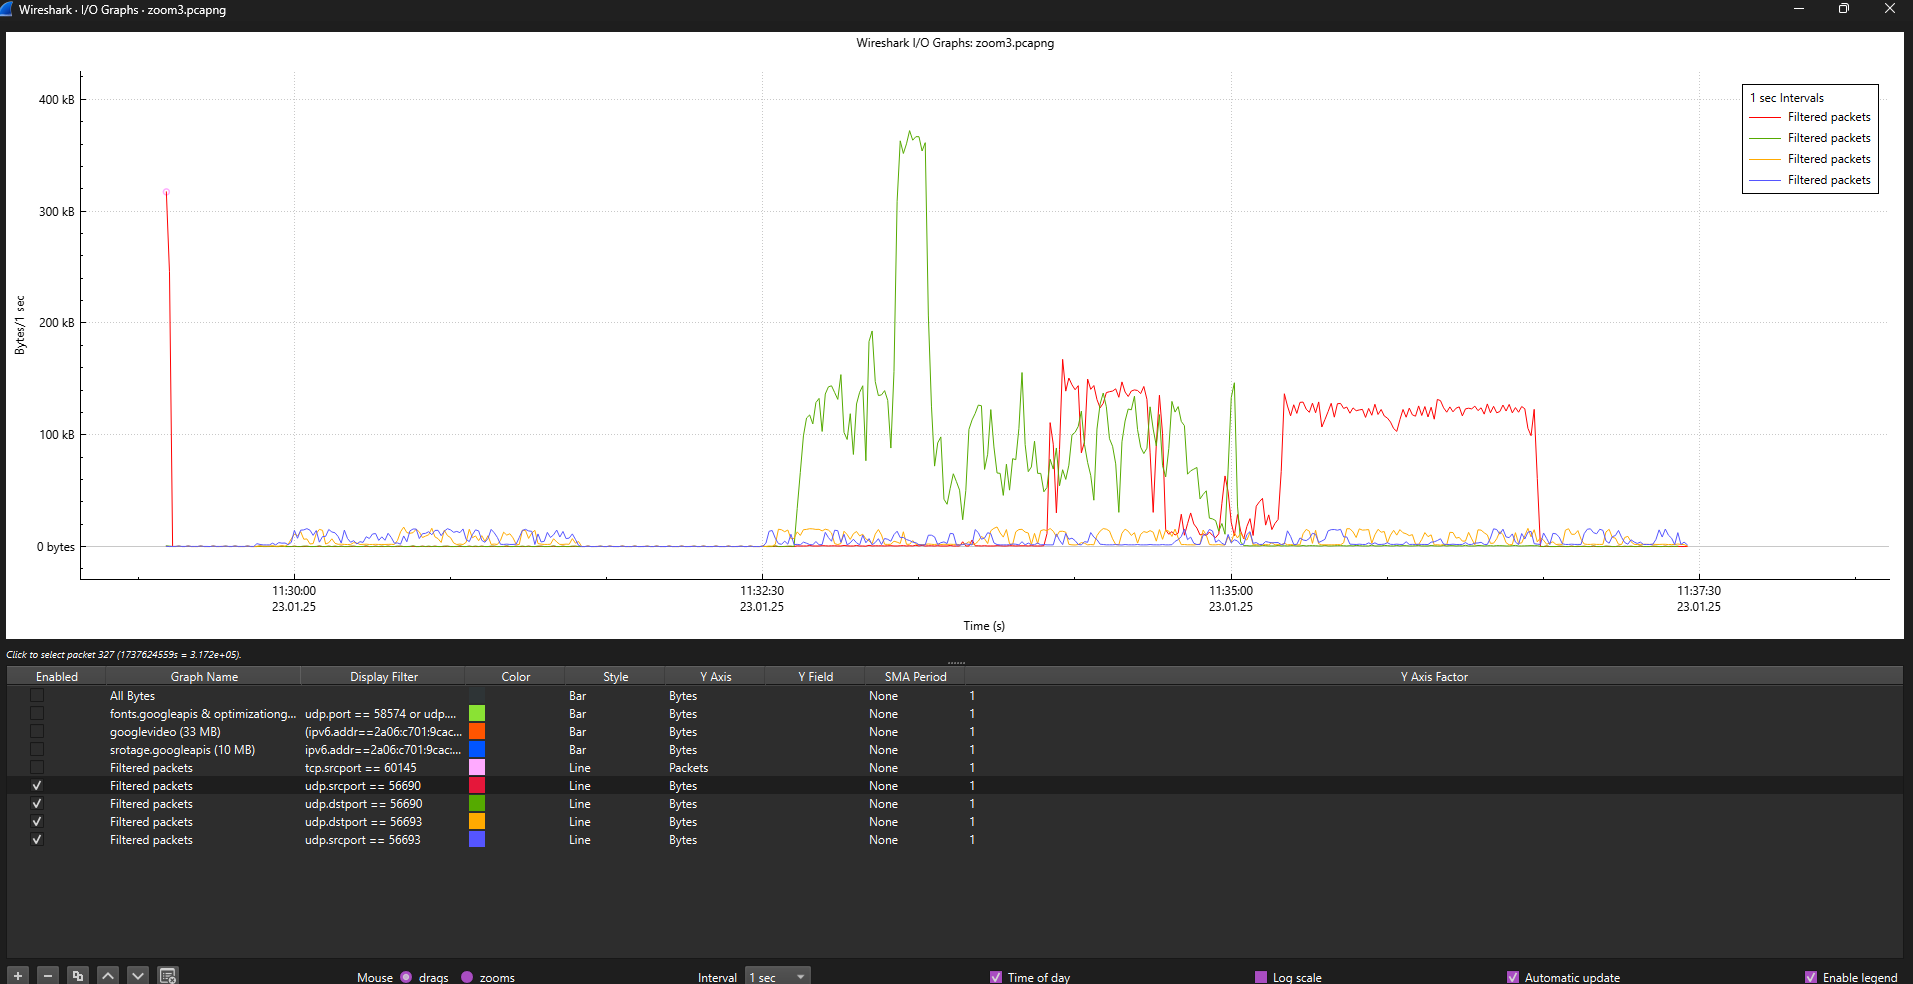 Wireshark · I/O Graphs · zoom3.pcapng
Wireshark I/O Graphs: zoom3.pcapng
400 kB
300 kB
200 kB
100 kB
0 bytes
Bytes/1 sec
1 sec Intervals
Filtered packets
Filtered packets
Filtered packets
Filtered packets
11:30:00 11:32:30 11:35:00 11:37:30
23.01.25 23.01.25 23.01.25 23.01.25
Time (s)
Click to select packet 327 (1737624559s = 3.172e+05).
Enabled Graph Name Display Filter Color Style Y Axis Y Field SMA Period Y Axis Factor
All Bytes Bar Bytes None 1
fonts.googleapis & optimizationg... udp.port == 58574 or udp.... Bar Bytes None 1
googlevideo (33 MB) (ipv6.addr==2a06:c701:9cac... Bar Bytes None 1
srotage.googleapis (10 MB) ipv6.addr==2a06:c701:9cac:... Bar Bytes None 1
Filtered packets tcp.srcport == 60145 Line Packets None 1
Filtered packets udp.srcport == 56690 Line Bytes None 1
Filtered packets udp.dstport == 56690 Line Bytes None 1
Filtered packets udp.dstport == 56693 Line Bytes None 1
Filtered packets udp.srcport == 56693 Line Bytes None 1
Mouse drags zooms Interval 1 sec Time of day Log scale Automatic update Enable legend